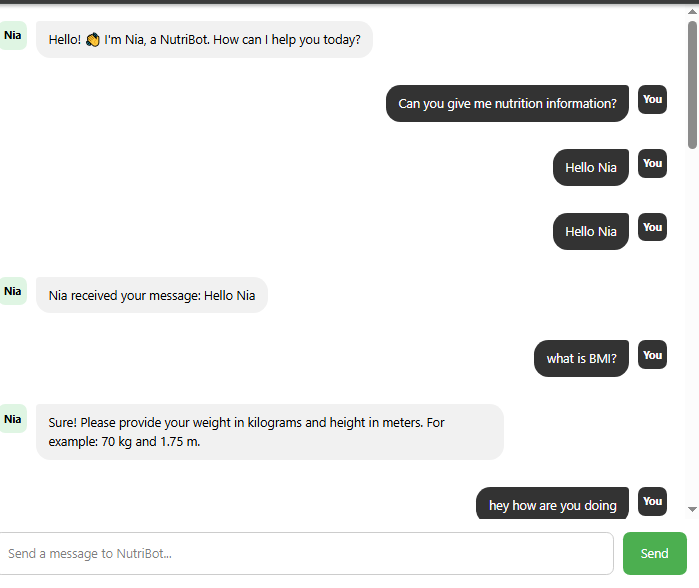 Nia
Hello! 👋 I'm Nia, a NutriBot. How can I help you today?
Can you give me nutrition information?
You
Hello Nia
You
Hello Nia
You
Nia
Nia received your message: Hello Nia
what is BMI?
You
Nia
Sure! Please provide your weight in kilograms and height in meters. For
example: 70 kg and 1.75 m.
hey how are you doing
You
Send a message to NutriBot...
Send